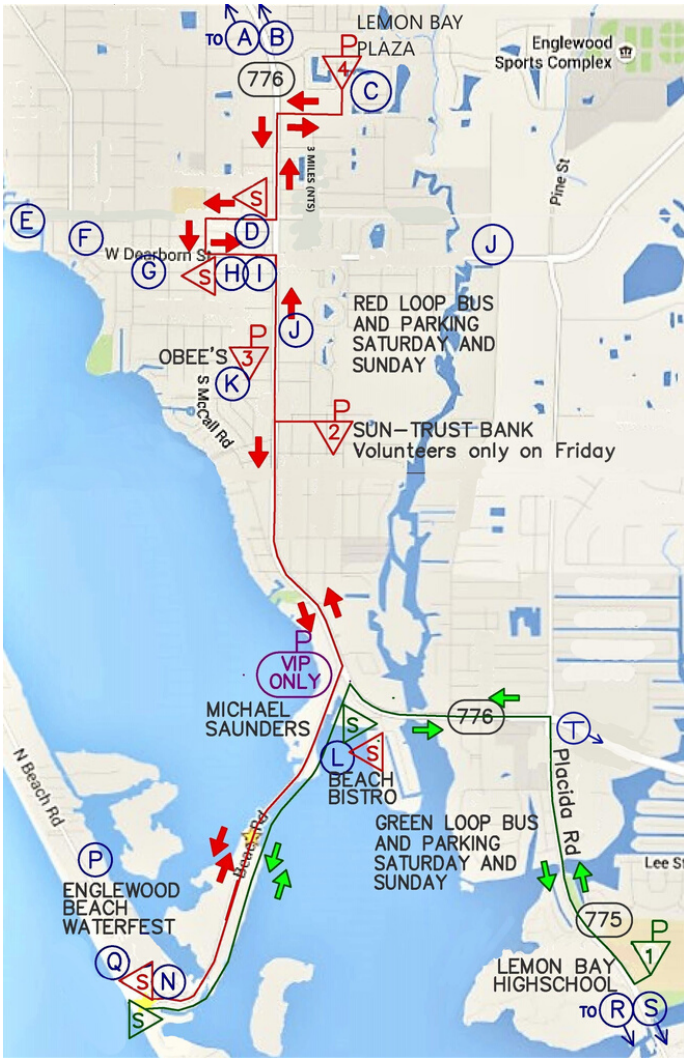 LEMON BAY
PLAZA
TO A B
P
4
C
776
Englewood
Sports Complex
3 MILES (NTS)
Pine St
S
E
F
D
W Dearborn St
J
G
S
H
I
RED LOOP BUS
AND PARKING
SATURDAY AND
SUNDAY
J
P
3
OBEE'S
K
S McCall Rd
P
2
SUN-TRUST BANK
Volunteers only on Friday
P
VIP
ONLY
MICHAEL
SAUNDERS
776
S
L
S
BEACH
BISTRO
T
N Beach Rd
Placida Rd
Beach Rd
GREEN LOOP BUS
AND PARKING
SATURDAY AND
SUNDAY
Lee St
P
ENGLEWOOD
BEACH
WATERFEST
775
P
1
Q
S
N
S
LEMON BAY
HIGHSCHOOL
TO R S